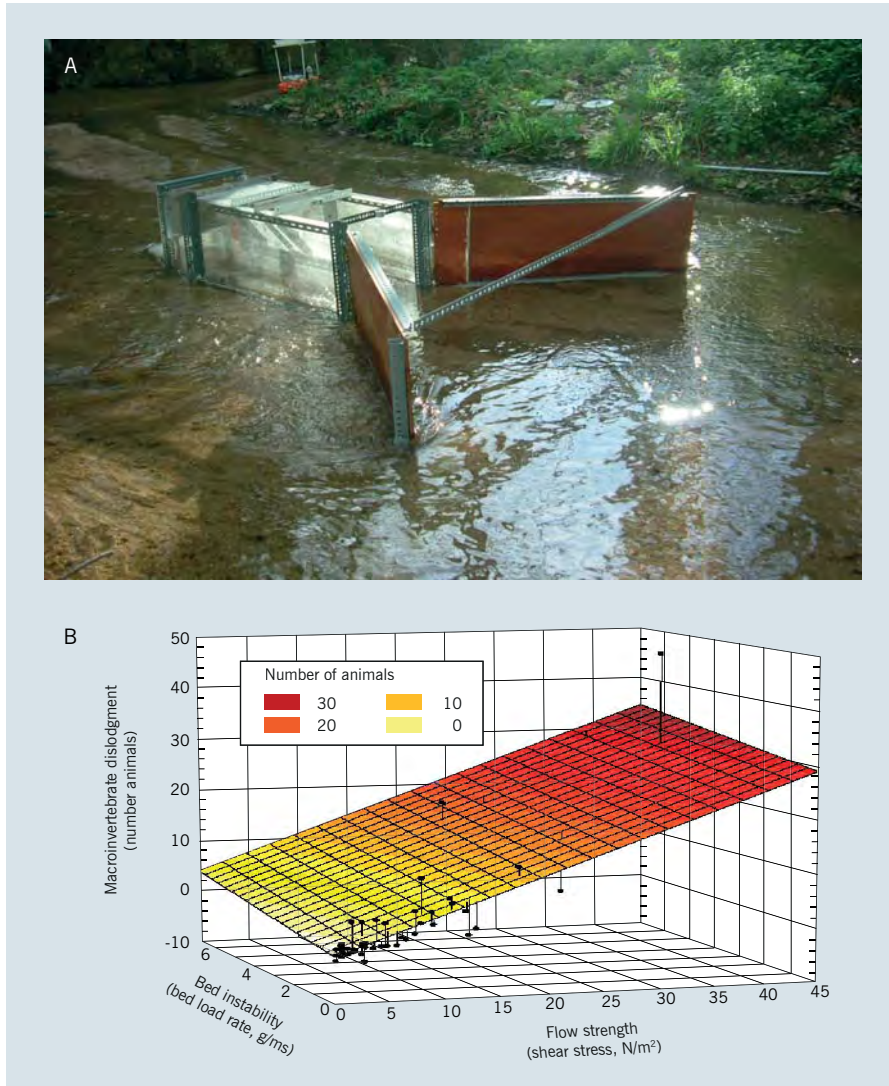 A
B
50
40
30
20
10
0
-10
Macroinvertebrate dislodgment
(number animals)
Number of animals
30
10
20
0
6
4
2
0
Bed instability
(bed load rate, g/ms)
0
5
10
15
20
25
30
35
40
45
Flow strength
(shear stress, N/m²)